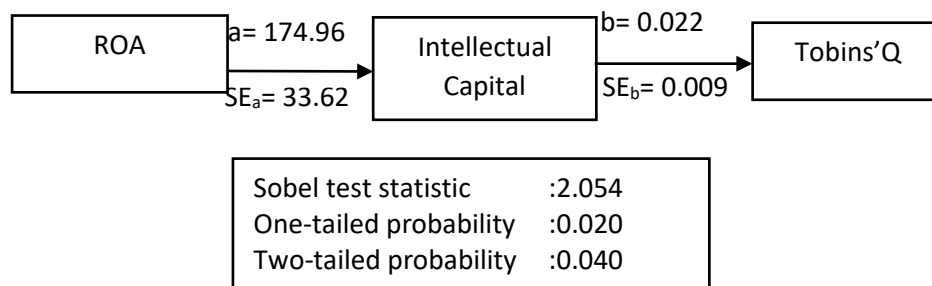 ROA
a= 174.96
SEa= 33.62
Intellectual
Capital
b= 0.022
SEb= 0.009
Tobins'Q
Sobel test statistic :2.054
One-tailed probability :0.020
Two-tailed probability :0.040